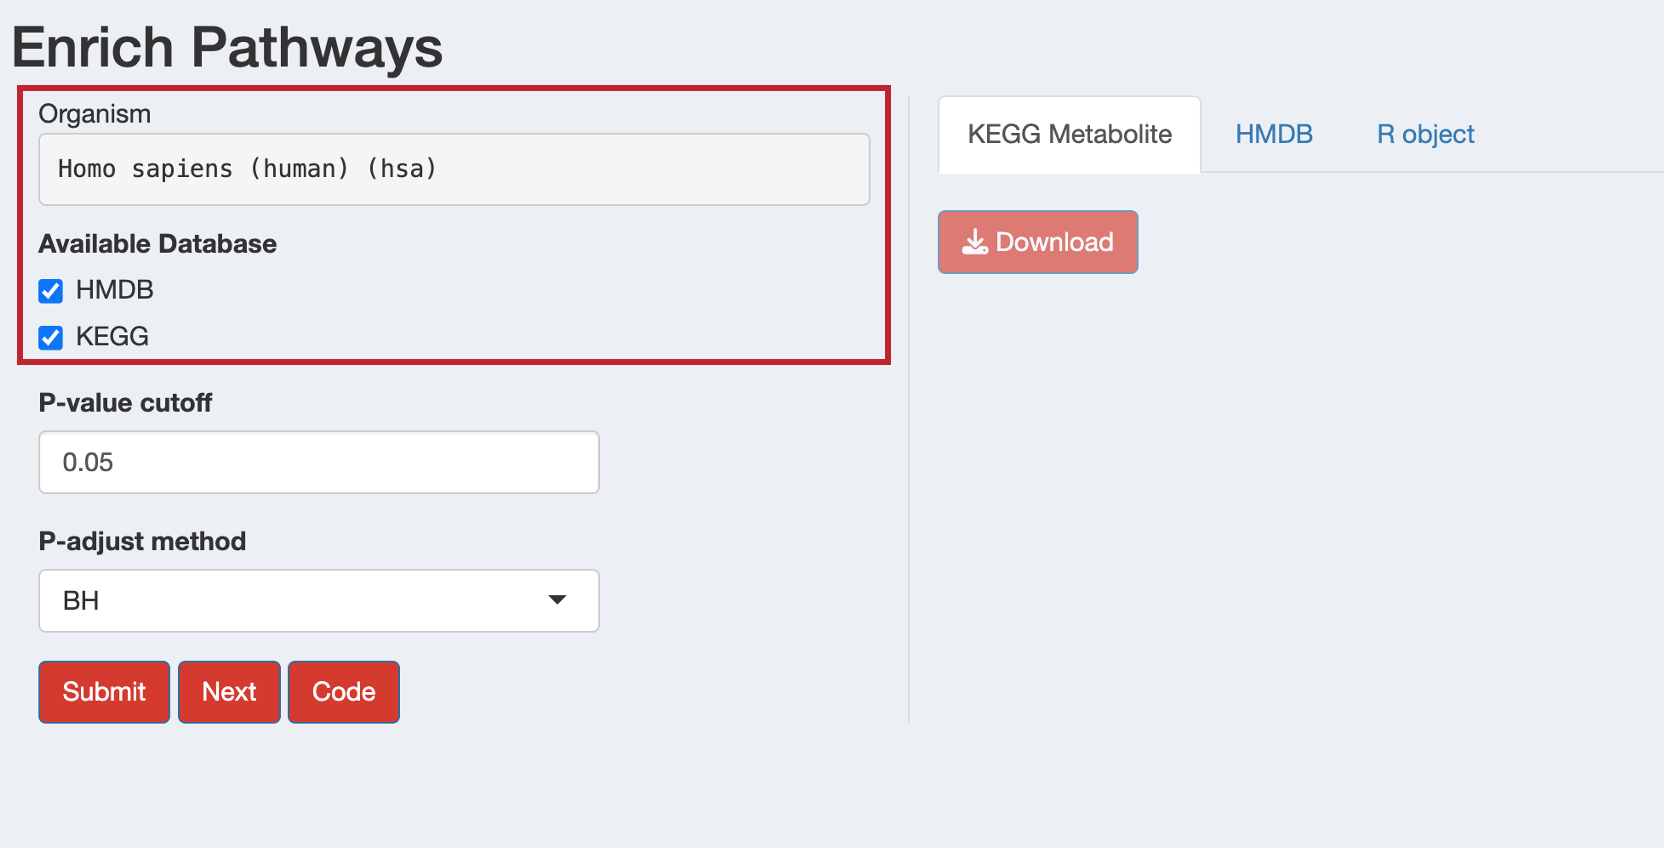 Enrich Pathways
Organism
Homo sapiens (human) (hsa)
Available Database
HMDB
KEGG
P-value cutoff
0.05
P-adjust method
BH
Submit Next Code
KEGG Metabolite HMDB R object
Download